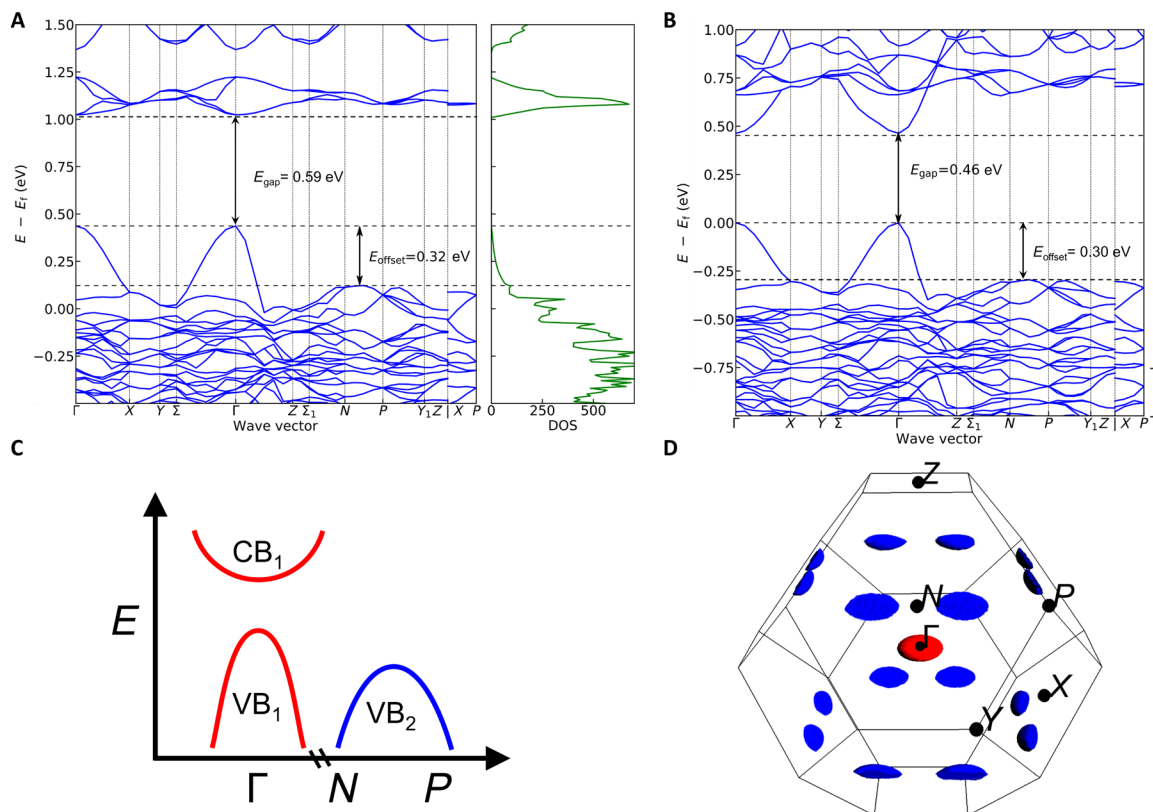 A
1.50
1.25
1.00
0.75
0.50
0.25
0.00
−0.25
E − Ef (eV)
Egap= 0.59 eV
Eoffset=0.32 eV
Γ X Y Σ Γ Z Σ1 N P Y1 Z | X P
Wave vector
0 250 500
DOS
B
1.00
0.75
0.50
0.25
0.00
−0.25
−0.50
−0.75
E − Ef (eV)
Egap=0.46 eV
Eoffset= 0.30 eV
Γ X Y Σ Γ Z Σ1 N P Y1 Z | X P
Wave vector
C
E
CB1
VB1
VB2
Γ N P
D
Z
N
P
Γ
X
Y